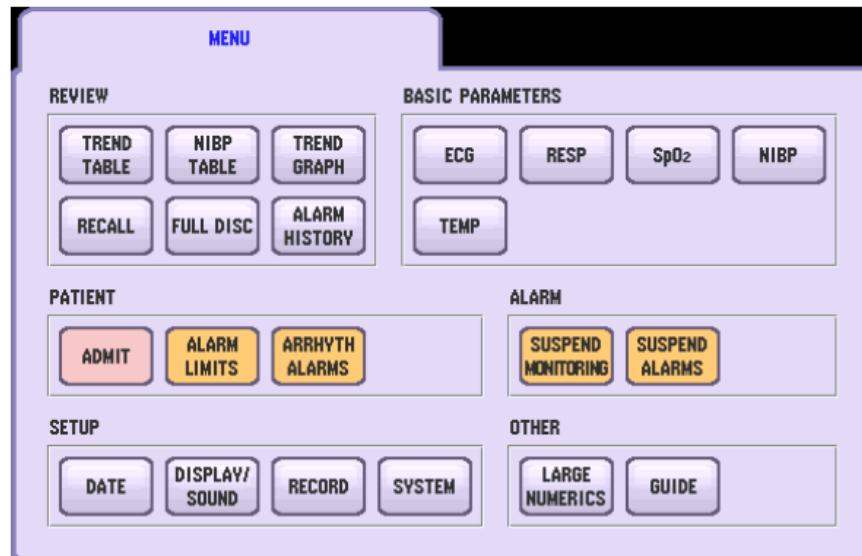 MENU
REVIEW
TREND
TABLE
NIBP
TABLE
TREND
GRAPH
RECALL
FULL DISC
ALARM
HISTORY
BASIC PARAMETERS
ECG
RESP
SpO₂
NIBP
TEMP
PATIENT
ADMIT
ALARM
LIMITS
ARRHYTH
ALARMS
ALARM
SUSPEND
MONITORING
SUSPEND
ALARMS
SETUP
DATE
DISPLAY/
SOUND
RECORD
SYSTEM
OTHER
LARGE
NUMERICS
GUIDE